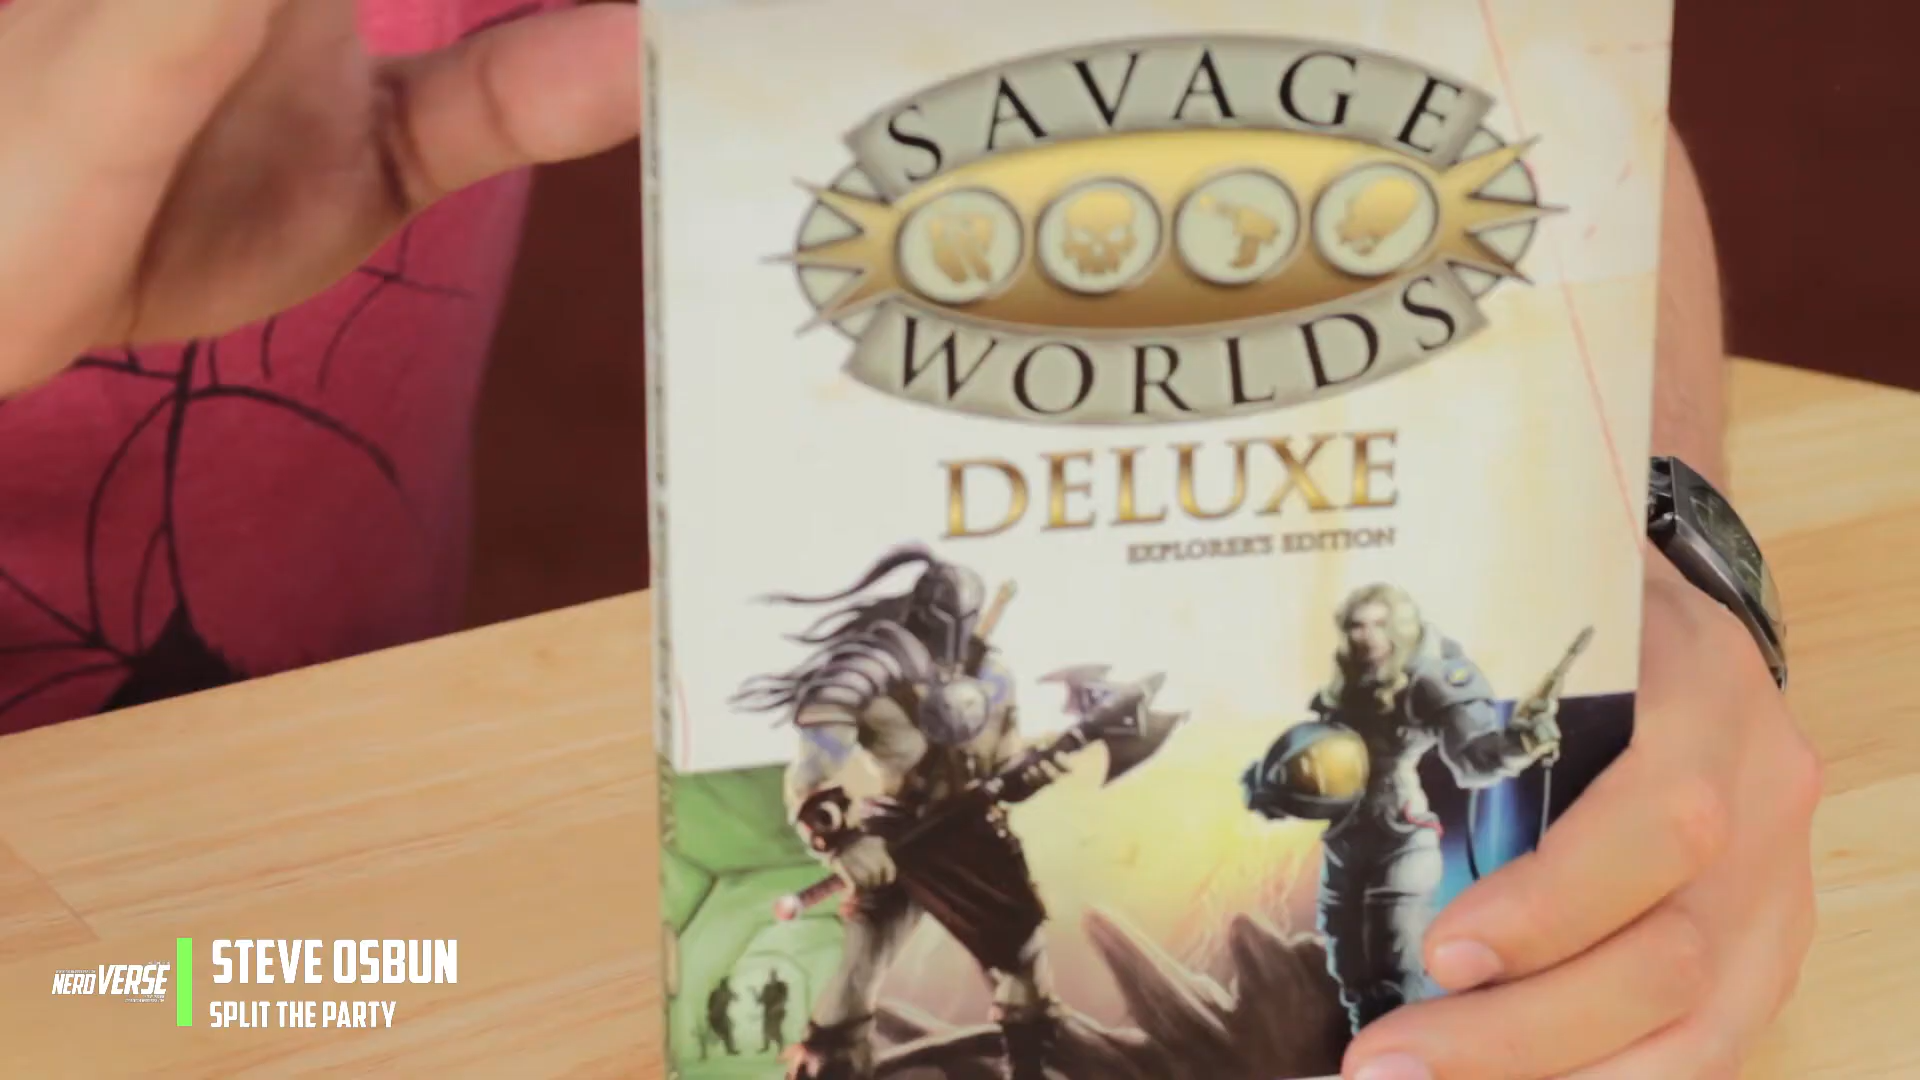 SAVAGE
WORLDS
DELUXE
EXPLORER'S EDITION
NERDVERSE
STEVE OSBUN
SPLIT THE PARTY